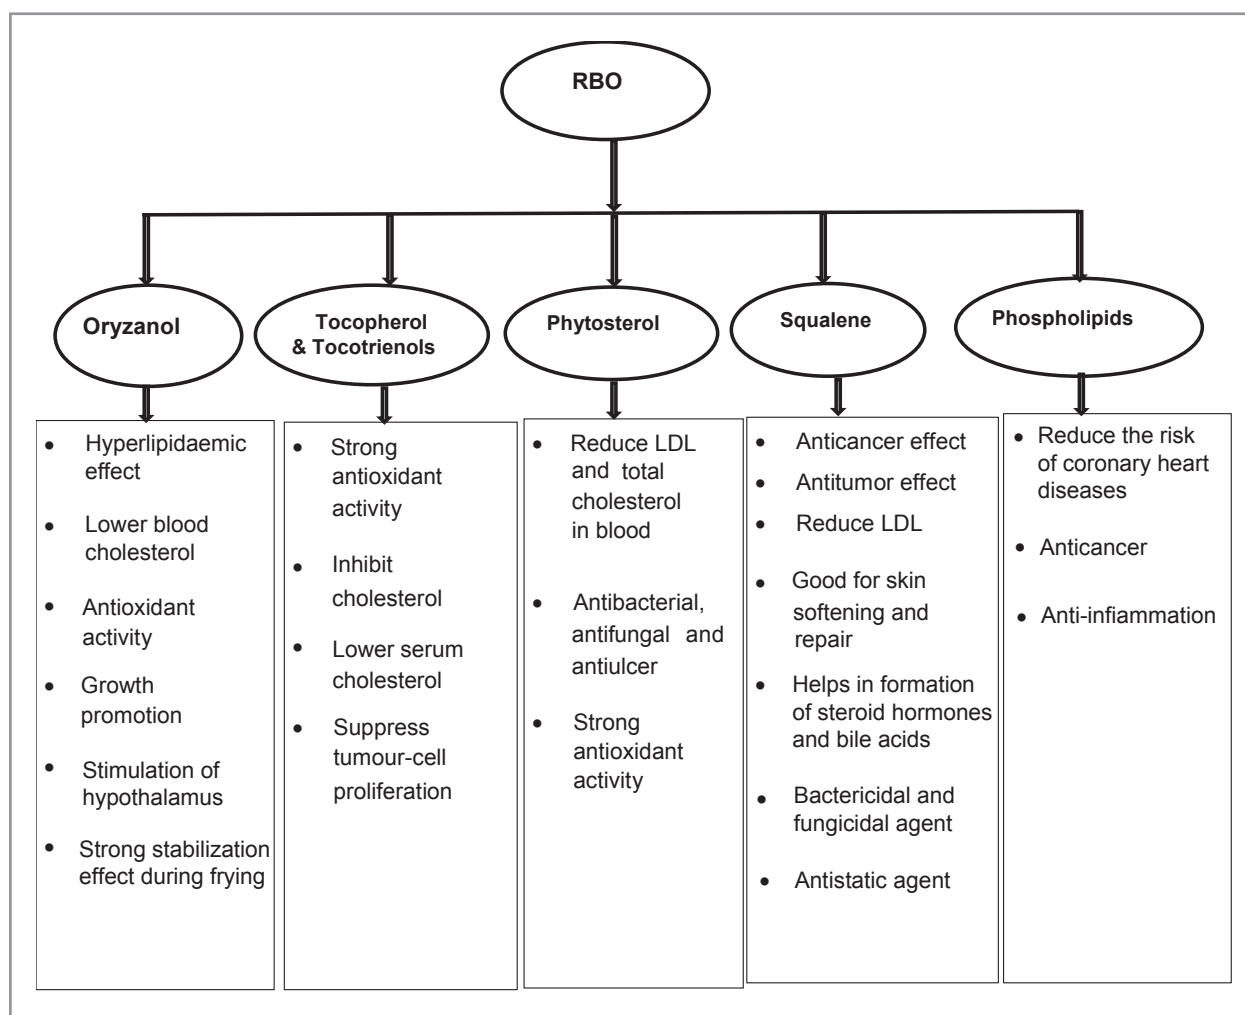 RBO
Oryzanol
Tocopherol
& Tocotrienols
Phytosterol
Squalene
Phospholipids
Hyperlipidaemic
effect
• Lower blood
cholesterol
• Antioxidant
activity
• Growth
promotion
• Stimulation of
hypothalamus
• Strong stabilization
effect during frying
• Strong
antioxidant
activity
• Inhibit
cholesterol
• Lower serum
cholesterol
• Suppress
tumour-cell
proliferation
• Reduce LDL
and total
cholesterol
in blood
• Antibacterial,
antifungal and
antiulcer
• Strong
antioxidant
activity
• Anticancer effect
• Antitumor effect
• Reduce LDL
• Good for skin
softening and
repair
• Helps in formation
of steroid hormones
and bile acids
• Bactericidal and
fungicidal agent
• Antistatic agent
• Reduce the risk
of coronary heart
diseases
• Anticancer
• Anti-infiammation